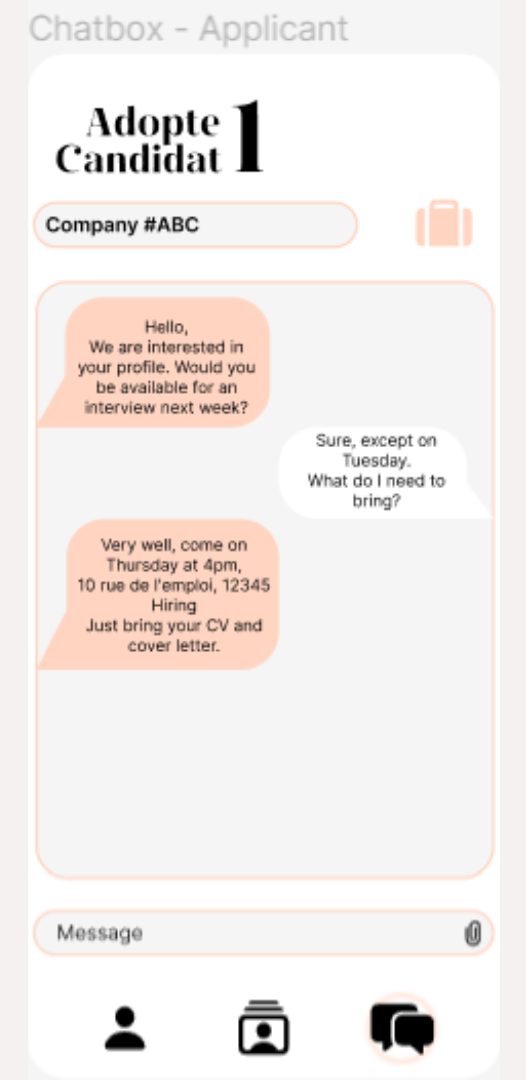 Chatbox - Applicant
Adopte 1
Candidat
Company #ABC
Hello,
We are interested in
your profile. Would you
be available for an
interview next week?
Sure, except on
Tuesday.
What do I need to
bring?
Very well, come on
Thursday at 4pm,
10 rue de l'emploi, 12345
Hiring
Just bring your CV and
cover letter.
Message